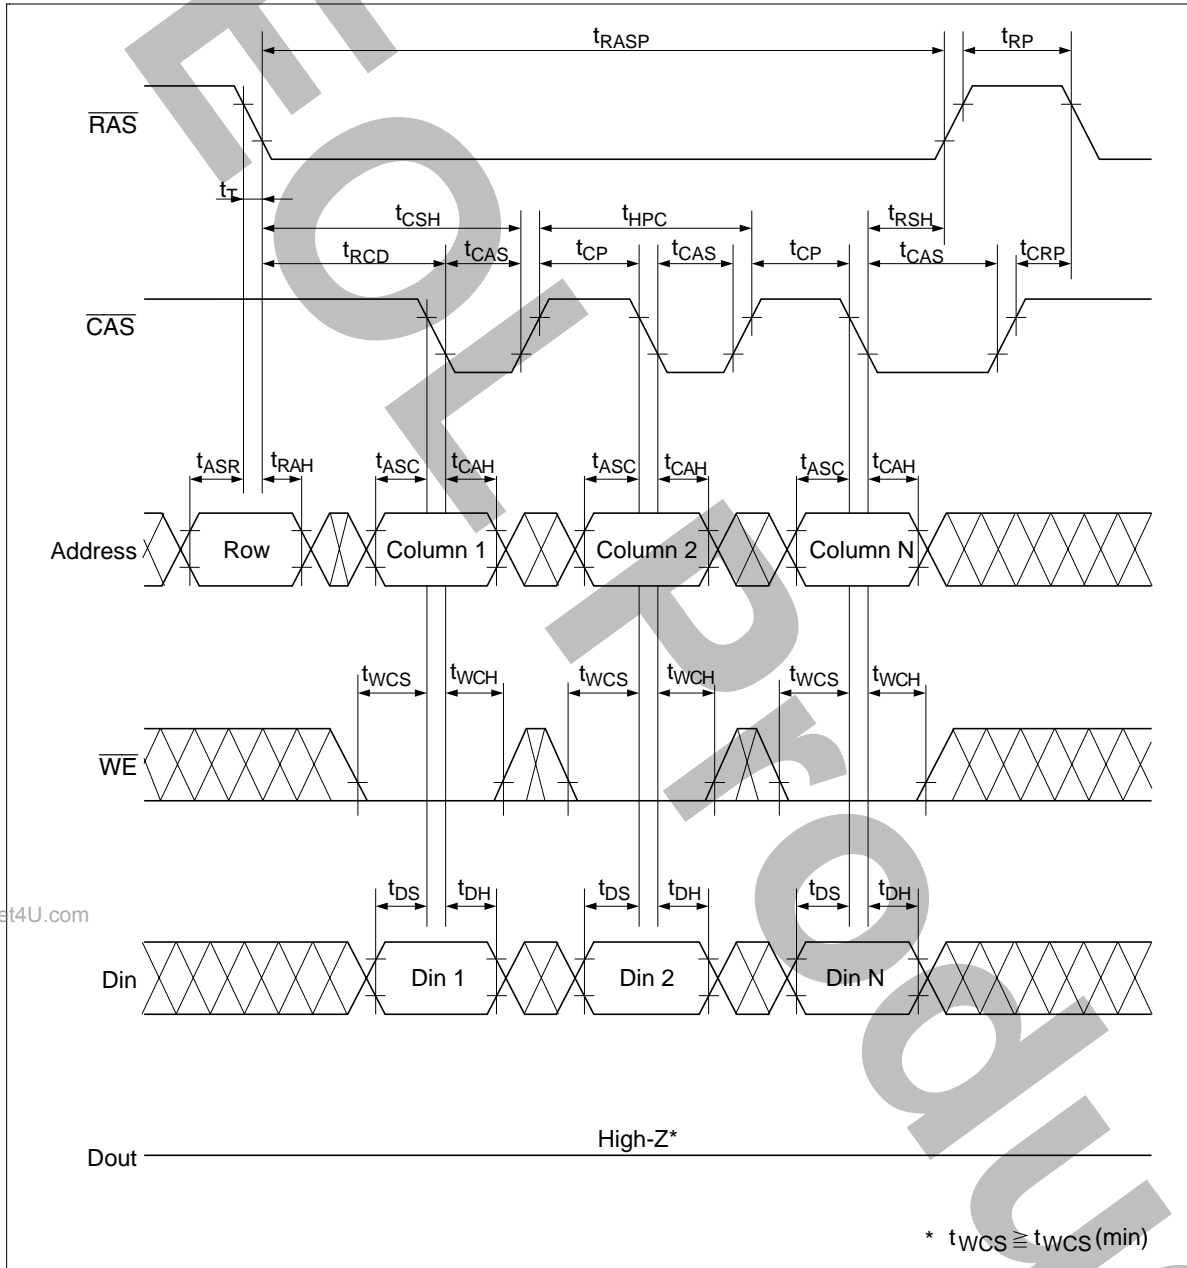 tRASP tRP
RAS
tT
tCSH tHPC tRSH
tRCD tCAS tCP tCAS tCP tCAS tCRP
CAS
tASR tRAH tASC tCAH tASC tCAH tASC tCAH
Address Row Column 1 Column 2 Column N
tWCS tWCH tWCS tWCH tWCS tWCH
WE
tDS tDH tDS tDH tDS tDH
et4U.com
Din Din 1 Din 2 Din N
High-Z*
Dout
* tWCS ≧ tWCS (min)
EOL Produ